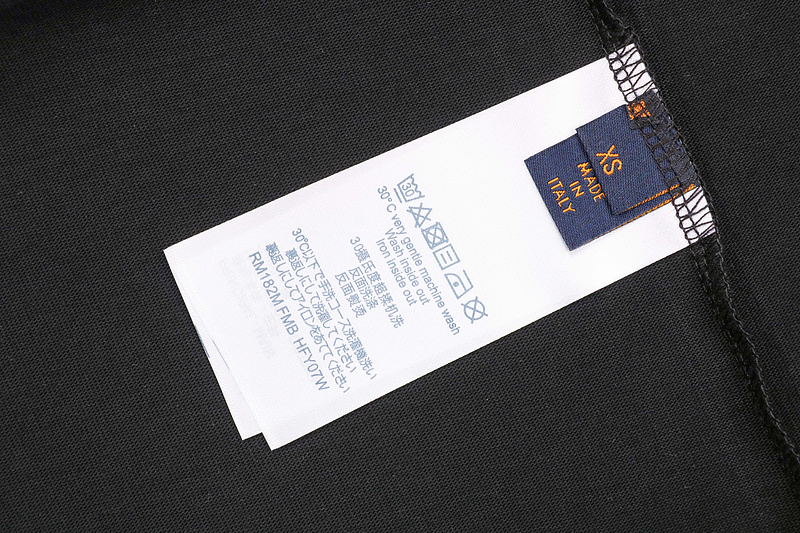 XS
MADE
IN
ITALY
30
30°C very gentle machine wash
Wash inside out
Iron inside out
30摄氏度超柔机洗
反面洗涤
反面熨烫
30℃以下で手洗コース洗濯機洗い
裏返しにして洗濯してください
裏返しにしてアイロンをあててください
RM182M FMB HFY07W